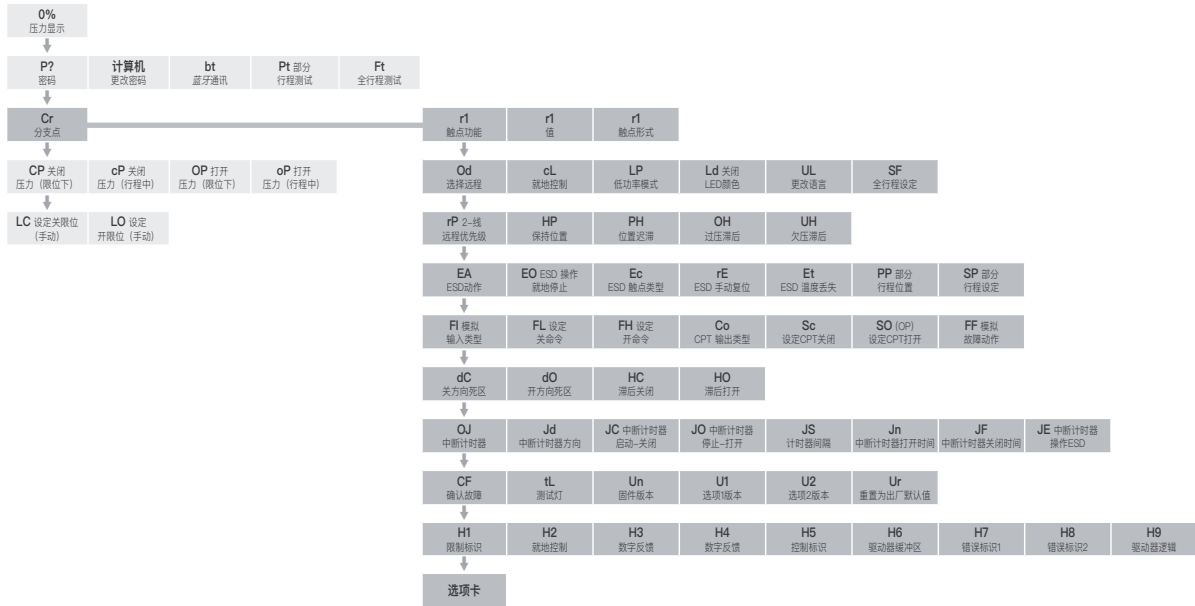 0%
压力显示
P?
密码
计算机
更改密码
bt
蓝牙通讯
Pt 部分
行程测试
Ft
全行程测试
Cr
分支点
r1
触点功能
r1
值
r1
触点形式
CP 关闭
压力（限位下）
cP 关闭
压力（行程中）
OP 打开
压力（限位下）
oP 打开
压力（行程中）
Od
选择远程
cL
就地控制
LP
低功率模式
Ld 关闭
LED颜色
UL
更改语言
SF
全行程设定
LC 设定关限位
（手动）
LO 设定
开限位（手动）
rP 2–线
远程优先级
HP
保持位置
PH
位置迟滞
OH
过压滞后
UH
欠压滞后
EA
ESD动作
EO ESD 操作
就地停止
Ec
ESD 触点类型
rE
ESD 手动复位
Et
ESD 温度丢失
PP 部分
行程位置
SP 部分
行程设定
FI 模拟
输入类型
FL 设定
关命令
FH 设定
开命令
Co
CPT 输出类型
Sc
设定CPT关闭
SO (OP)
设定CPT打开
FF 模拟
故障动作
dC
关方向死区
dO
开方向死区
HC
滞后关闭
HO
滞后打开
OJ
中断计时器
Jd
中断计时器方向
JC 中断计时器
启动–关闭
JO 中断计时器
停止–打开
JS
计时器间隔
Jn
中断计时器打开时间
JF
中断计时器关闭时间
JE 中断计时器
操作ESD
CF
确认故障
tL
测试灯
Un
固件版本
U1
选项1版本
U2
选项2版本
Ur
重置为出厂默认值
H1
限制标识
H2
就地控制
H3
数字反馈
H4
数字反馈
H5
控制标识
H6
驱动器缓冲区
H7
错误标识1
H8
错误标识2
H9
驱动器逻辑
选项卡